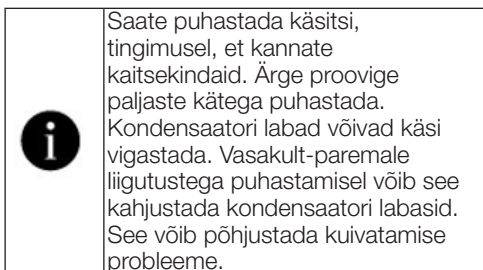 Saate puhastada käsitsi,
tingimusel, et kannate
kaitsekindaid. Ärge proovige
paljaste kätega puhastada.
Kondensaatori labad võivad käsi
vigastada. Vasakult-paremale
liigutustega puhastamisel võib see
kahjustada kondensaatori labasid.
See võib põhjustada kuivatamise
probleeme.